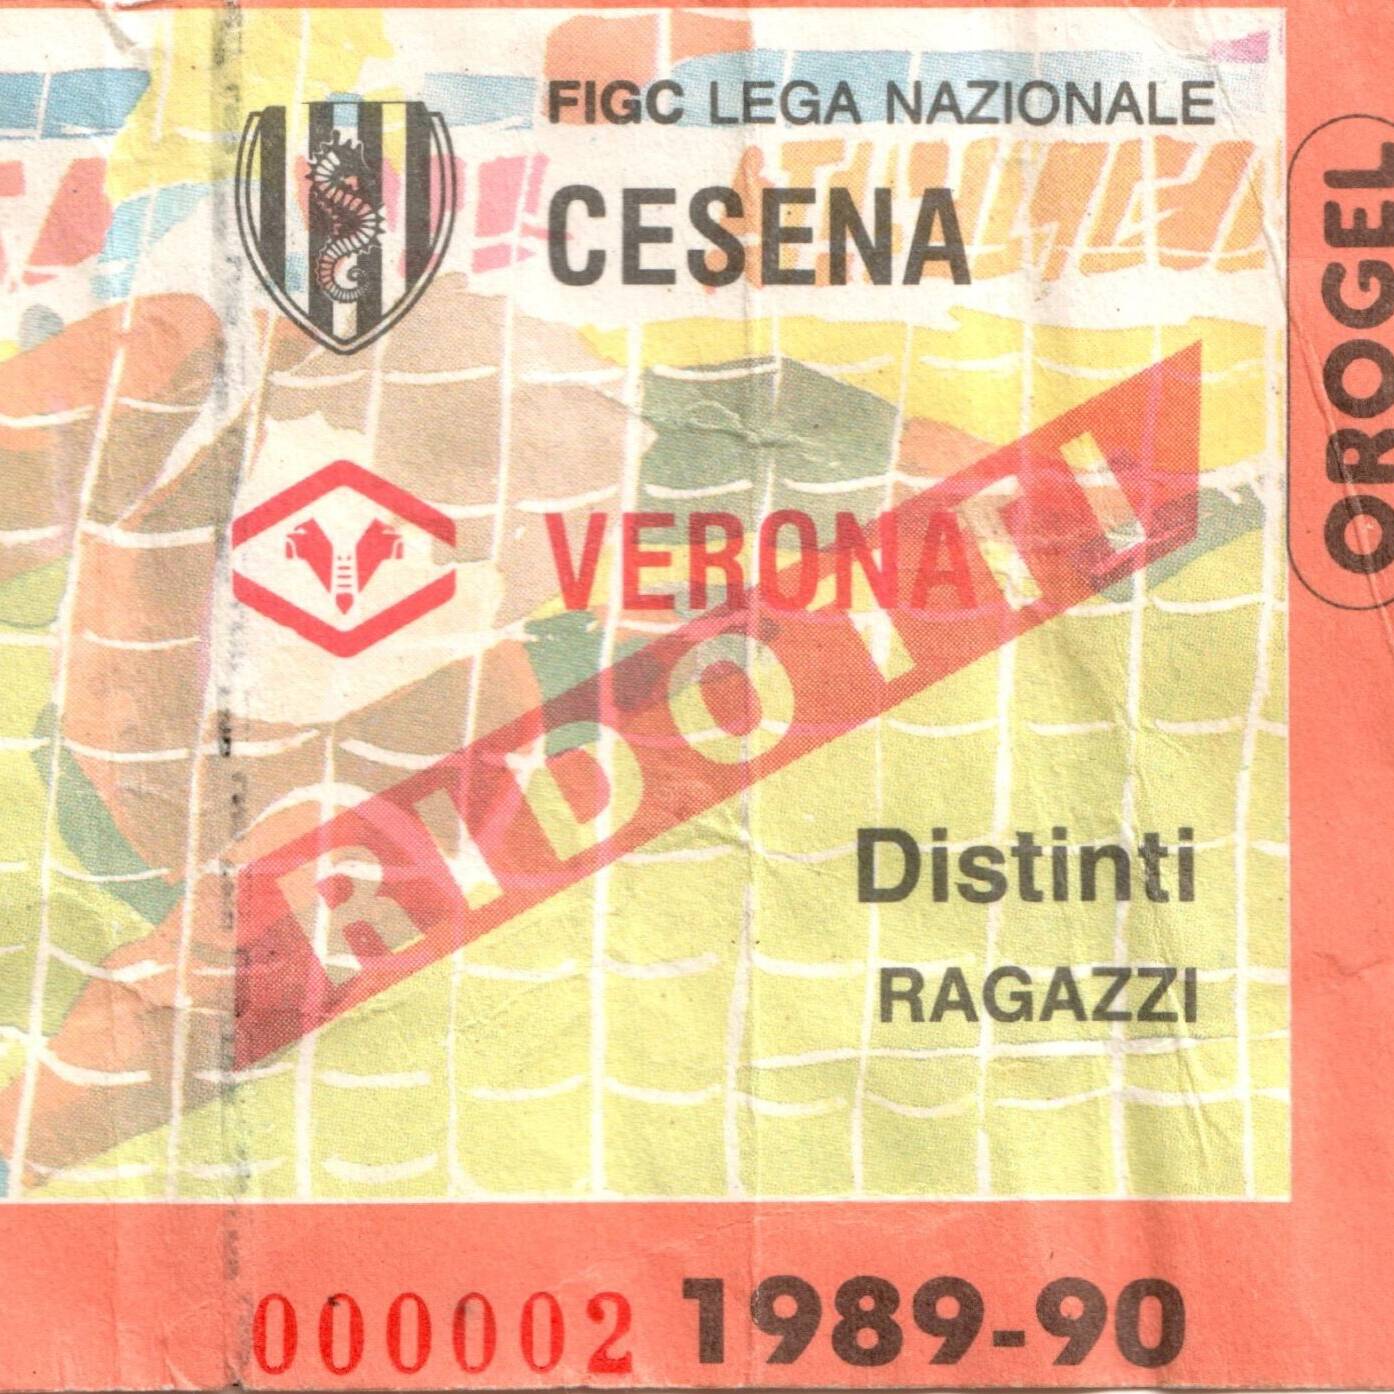 FIGC LEGA NAZIONALE
CESENA
VERONA
RIDOTTI
Distinti
RAGAZZI
000002 1989-90
OROGEL